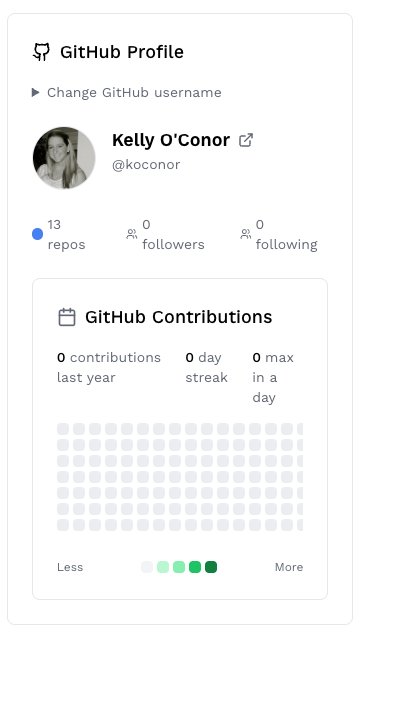 GitHub Profile
Change GitHub username
Kelly O'Conor
@koconor
13
repos
0
followers
0
following
GitHub Contributions
0 contributions
last year
0 day
streak
0 max
in a
day
Less
More